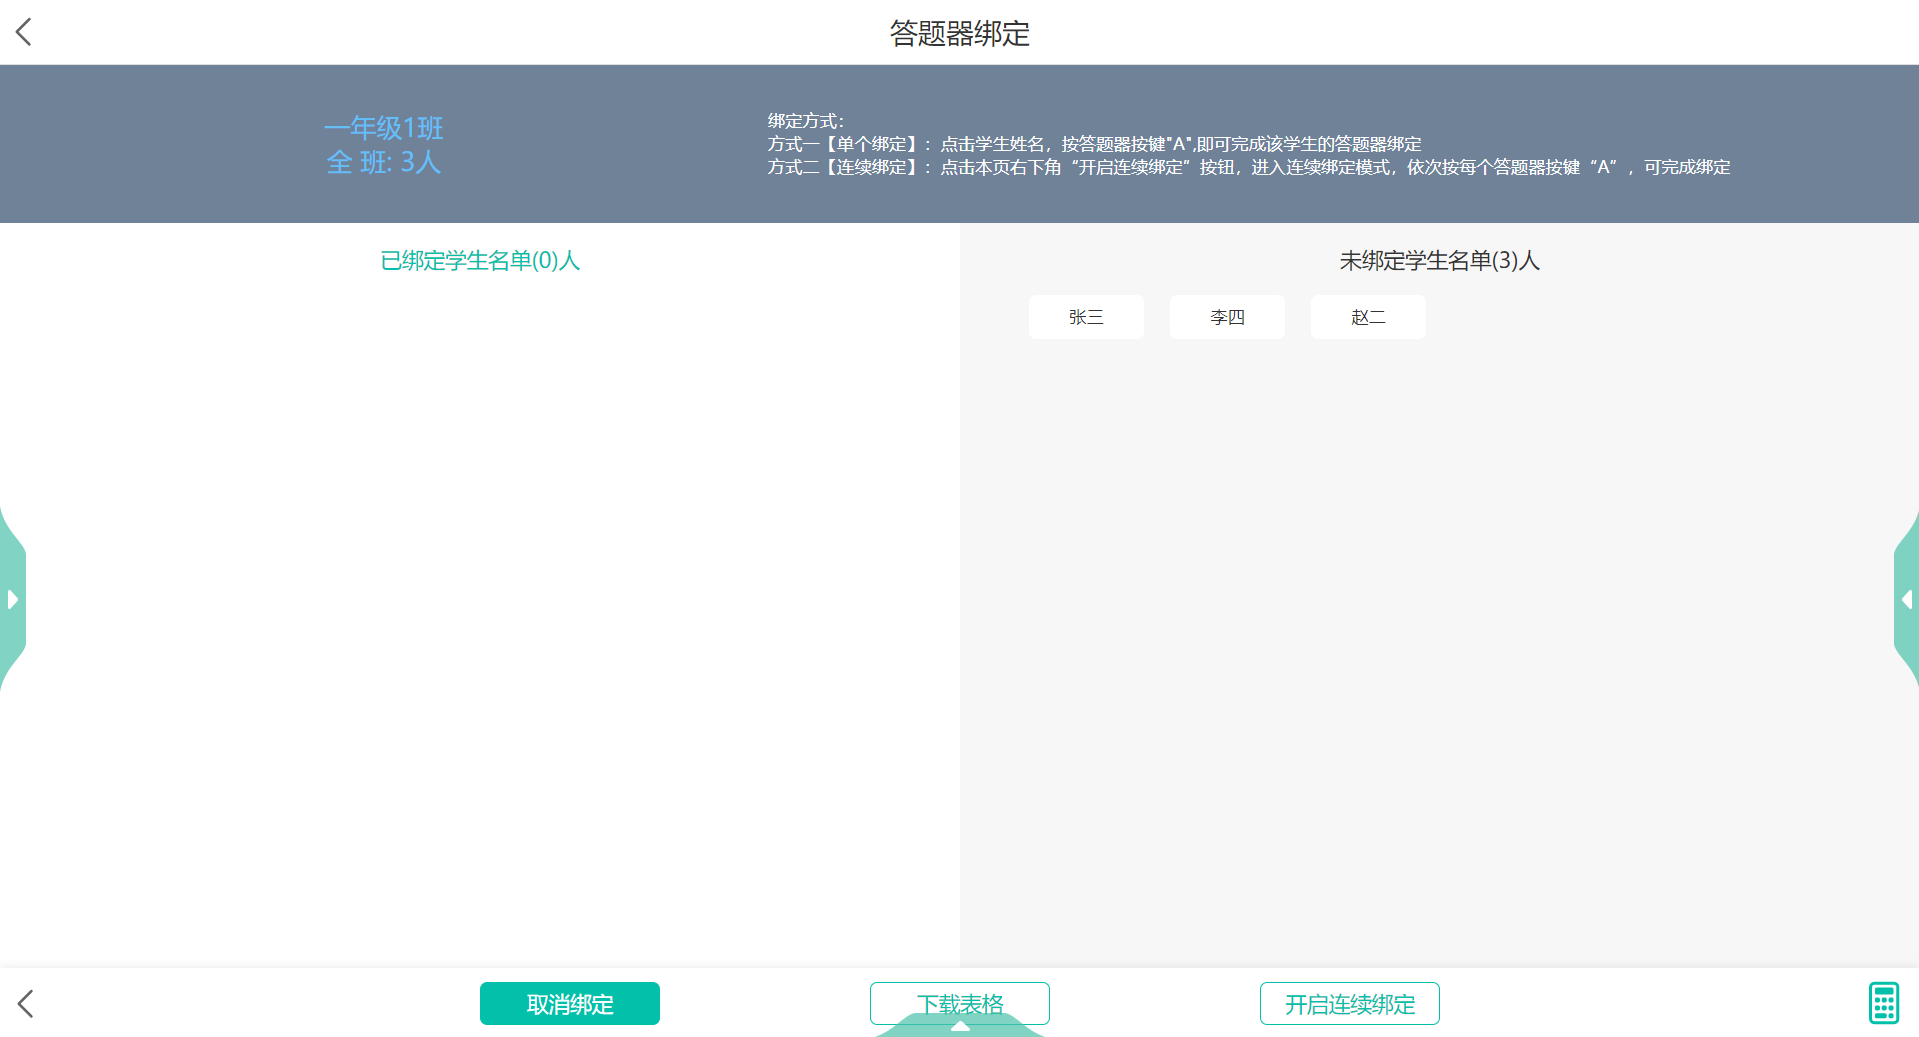 答题器绑定
一年级1班
全 班: 3人
绑定方式：
方式一【单个绑定】：点击学生姓名，按答题器按键"A",即可完成该学生的答题器绑定
方式二【连续绑定】：点击本页右下角“开启连续绑定”按钮，进入连续绑定模式，依次按每个答题器按键“A”，可完成绑定
已绑定学生名单(0)人
未绑定学生名单(3)人
张三
李四
赵二
取消绑定
下载表格
开启连续绑定